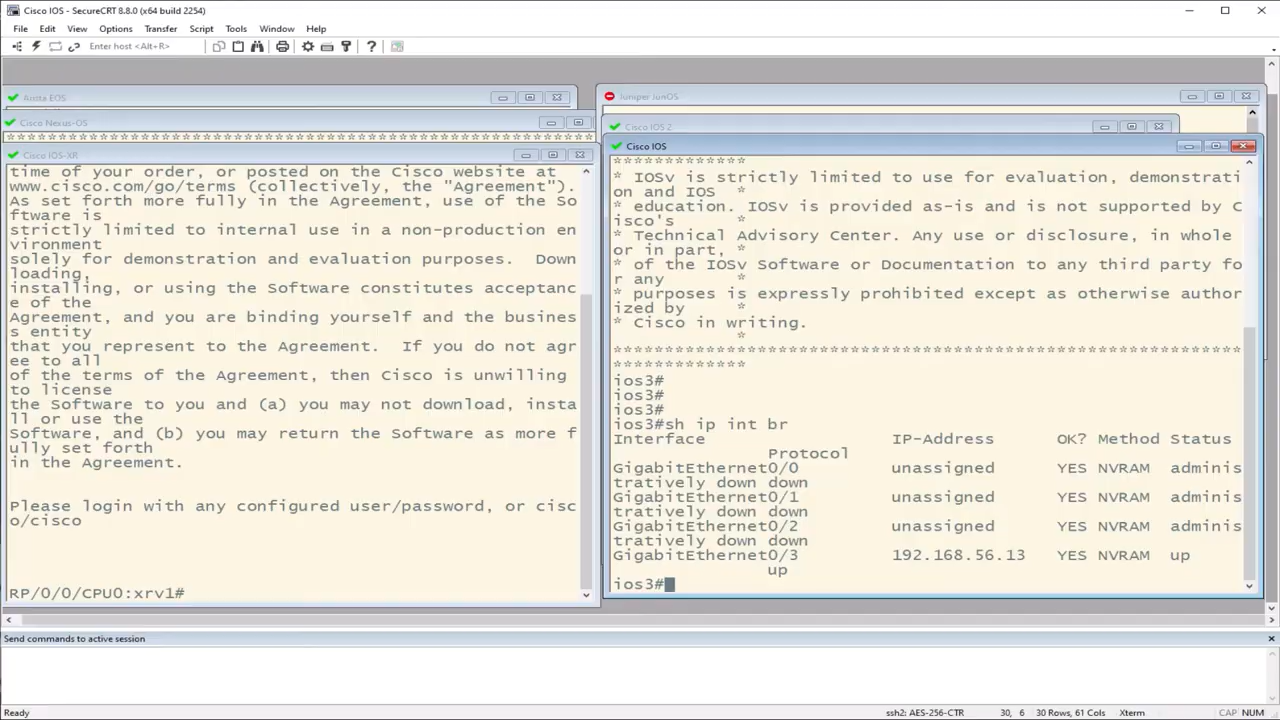 Cisco IOS - SecureCRT 8.8.0 (x64 build 2254)
File Edit View Options Transfer Script Tools Window Help
Enter host <Alt+R>
Arista EOS
Cisco Nexus-OS
☆☆☆☆☆☆☆☆☆☆☆☆☆☆☆☆☆☆☆☆☆☆☆☆☆☆☆☆☆☆☆☆☆☆☆☆☆☆☆☆☆☆☆☆☆☆☆☆☆☆☆☆☆☆☆☆☆
Cisco IOS-XR
time of your order, or posted on the Cisco website at
www.cisco.com/go/terms (collectively, the "Agreement").
As set forth more fully in the Agreement, use of the So
ftware is
strictly limited to internal use in a non-production en
vironment
solely for demonstration and evaluation purposes.  Down
loading,
installing, or using the Software constitutes acceptanc
e of the
Agreement, and you are binding yourself and the busines
s entity
that you represent to the Agreement.  If you do not agr
ee to all
of the terms of the Agreement, then Cisco is unwilling
to license
the Software to you and (a) you may not download, insta
ll or use the
Software, and (b) you may return the Software as more f
ully set forth
in the Agreement.
Please login with any configured user/password, or cisc
o/cisco
RP/0/0/CPU0:xrv1#
Juniper JunOS
Cisco IOS 2
Cisco IOS
*************
* IOSv is strictly limited to use for evaluation, demonstrati
on and IOS  *
* education. IOSv is provided as-is and is not supported by C
isco's      *
* Technical Advisory Center. Any use or disclosure, in whole
or in part,  *
* of the IOSv Software or Documentation to any third party fo
r any       *
* purposes is expressly prohibited except as otherwise author
ized by     *
* Cisco in writing.
*
*************************************************************
*************
ios3#
ios3#
ios3#
ios3#sh ip int br
Interface                  IP-Address      OK? Method Status
Protocol
GigabitEthernet0/0         unassigned      YES NVRAM  adminis
tratively down down
GigabitEthernet0/1         unassigned      YES NVRAM  adminis
tratively down down
GigabitEthernet0/2         unassigned      YES NVRAM  adminis
tratively down down
GigabitEthernet0/3         192.168.56.13   YES NVRAM  up
up
ios3#
Send commands to active session
Ready ssh2: AES-256-CTR 30, 6 30 Rows, 61 Cols Xterm CAP NUM